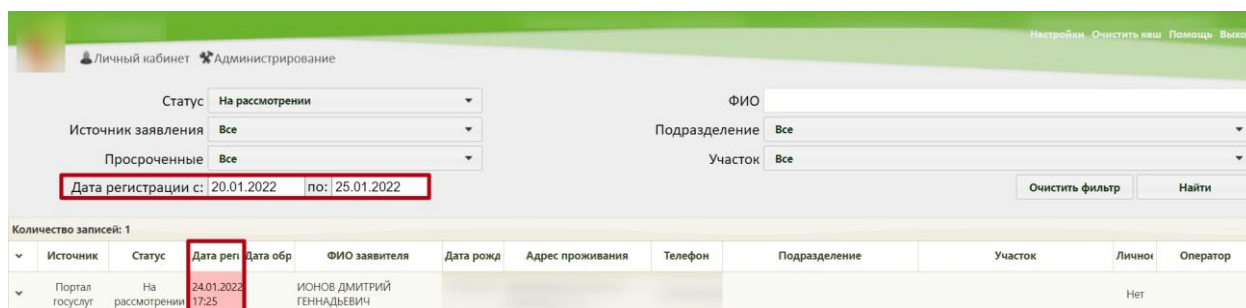 Настройки Очистить кеш Помощь Выхо
Личный кабинет Администрирование
Статус На рассмотрении ФИО
Источник заявления Все Подразделение Все
Просроченные Все Участок Все
Дата регистрации с: 20.01.2022 по: 25.01.2022 Очистить фильтр Найти
Количество записей: 1
Источник Статус Дата реги Дата обр ФИО заявителя Дата рожд Адрес проживания Телефон Подразделение Участок Личное Оператор
Портал На 24.01.2022 ИОНОВ ДМИТРИЙ Нет
госуслуг рассмотрении 17:25 ГЕННАДЬЕВИЧ